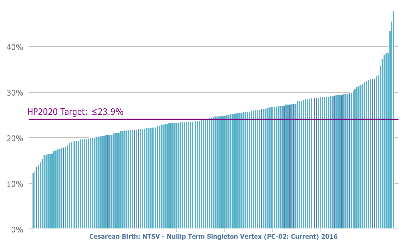 40%
30%
HP2020 Target: ≤23.9%
20%
10%
0%
Cesarean Birth: NTSV - Nullip Term Singleton Vertex (PC-02: Current) 2016